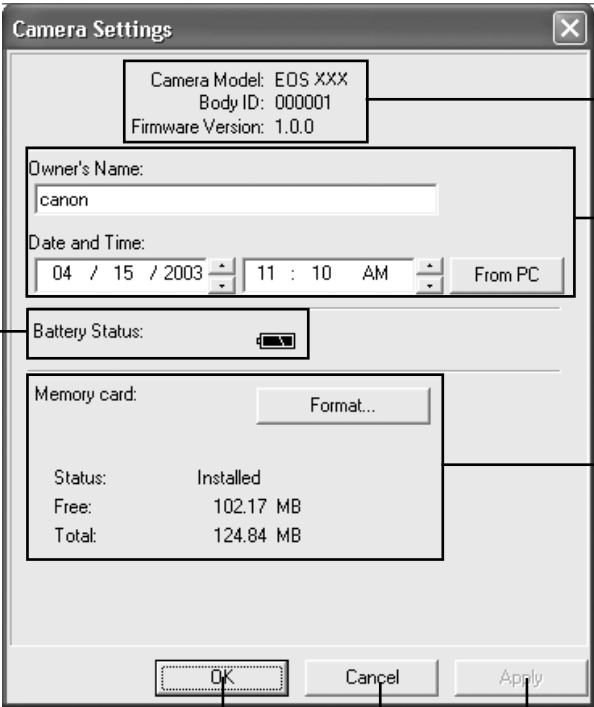 Camera Settings
Camera Model: EOS XXX
Body ID: 000001
Firmware Version: 1.0.0
Owner's Name:
canon
Date and Time:
04 / 15 / 2003 11 : 10 AM From PC
Battery Status:
Memory card: Format...
Status: Installed
Free: 102.17 MB
Total: 124.84 MB
OK Cancel Apply